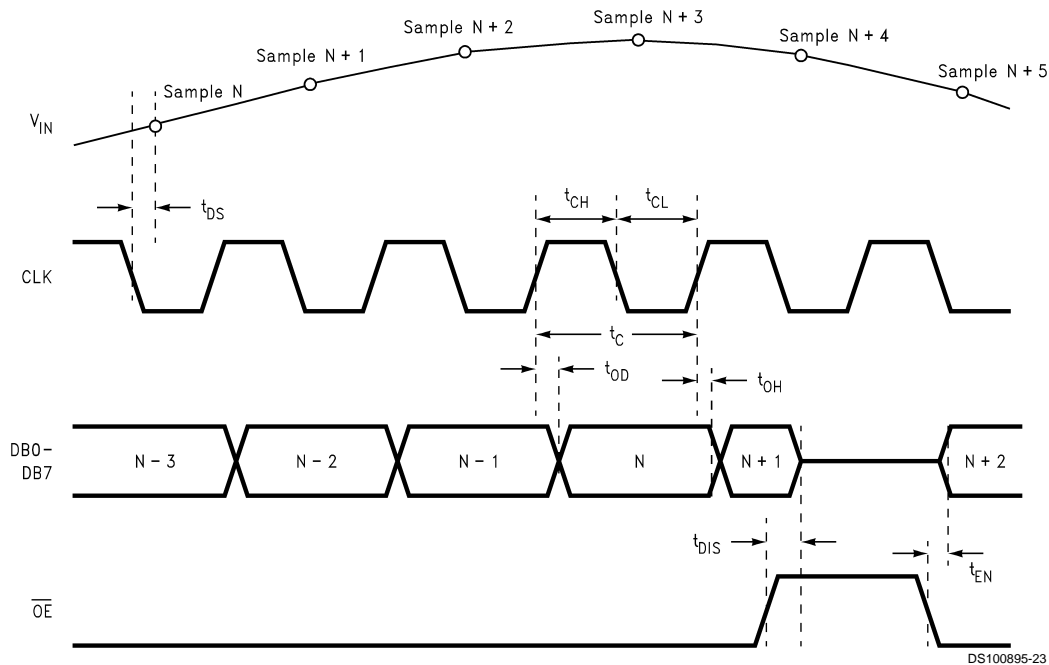 Sample N + 3
Sample N + 2
Sample N + 4
Sample N + 1
Sample N + 5
Sample N
VIN
tDS
tCH
tCL
CLK
tC
tOD
tOH
DB0–
DB7
N – 3
N – 2
N – 1
N
N + 1
N + 2
tDIS
tEN
OE
DS100895-23